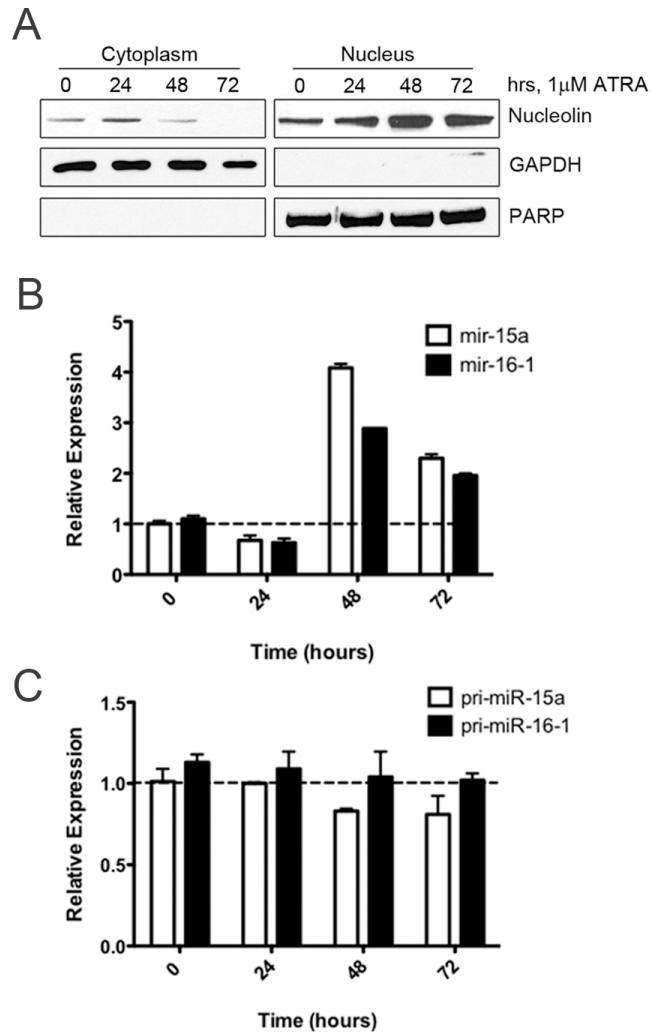 A
Cytoplasm Nucleus
0 24 48 72 0 24 48 72 hrs, 1μM ATRA
Nucleolin
GAPDH
PARP
B
Relative Expression
5
4
3
2
1
0
mir-15a
mir-16-1
0 24 48 72
Time (hours)
C
Relative Expression
1.5
1.0
0.5
0.0
pri-miR-15a
pri-miR-16-1
0 24 48 72
Time (hours)